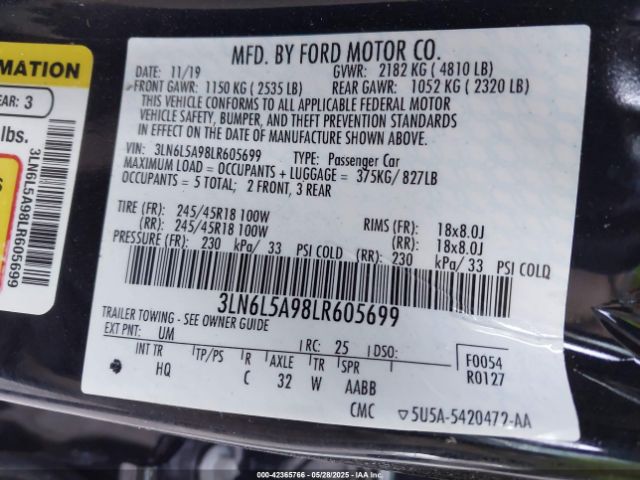 RMATION
EAR: 3
lbs.
3LN6L5A98LR605699
MFD. BY FORD MOTOR CO.
DATE: 11/19 GVWR: 2182 KG ( 4810 LB)
FRONT GAWR: 1150 KG ( 2535 LB) REAR GAWR: 1052 KG ( 2320 LB)
THIS VEHICLE CONFORMS TO ALL APPLICABLE FEDERAL MOTOR
VEHICLE SAFETY, BUMPER, AND THEFT PREVENTION STANDARDS
IN EFFECT ON THE DATE OF MANUFACTURE SHOWN ABOVE.
VIN: 3LN6L5A98LR605699 TYPE: Passenger Car
MAXIMUM LOAD = OCCUPANTS + LUGGAGE = 375KG/ 827LB
OCCUPANTS = 5 TOTAL; 2 FRONT, 3 REAR
TIRE (FR): 245/45R18 100W RIMS (FR): 18x8.0J
(RR): 245/45R18 100W (RR): 18x8.0J
PRESSURE (FR): 230 kPa/ 33 PSI COLD (RR): 230 kPa/ 33 PSI COLD
3LN6L5A98LR605699
TRAILER TOWING - SEE OWNER GUIDE
EXT PNT: UM RC: 25 DSO: F0054
R0127
INT TR TP/PS R AXLE TR SPR
HQ C 32 W AABB
CMC 5U5A-5420472-AA
000-42365766 05/28/2025 IAAI.COM